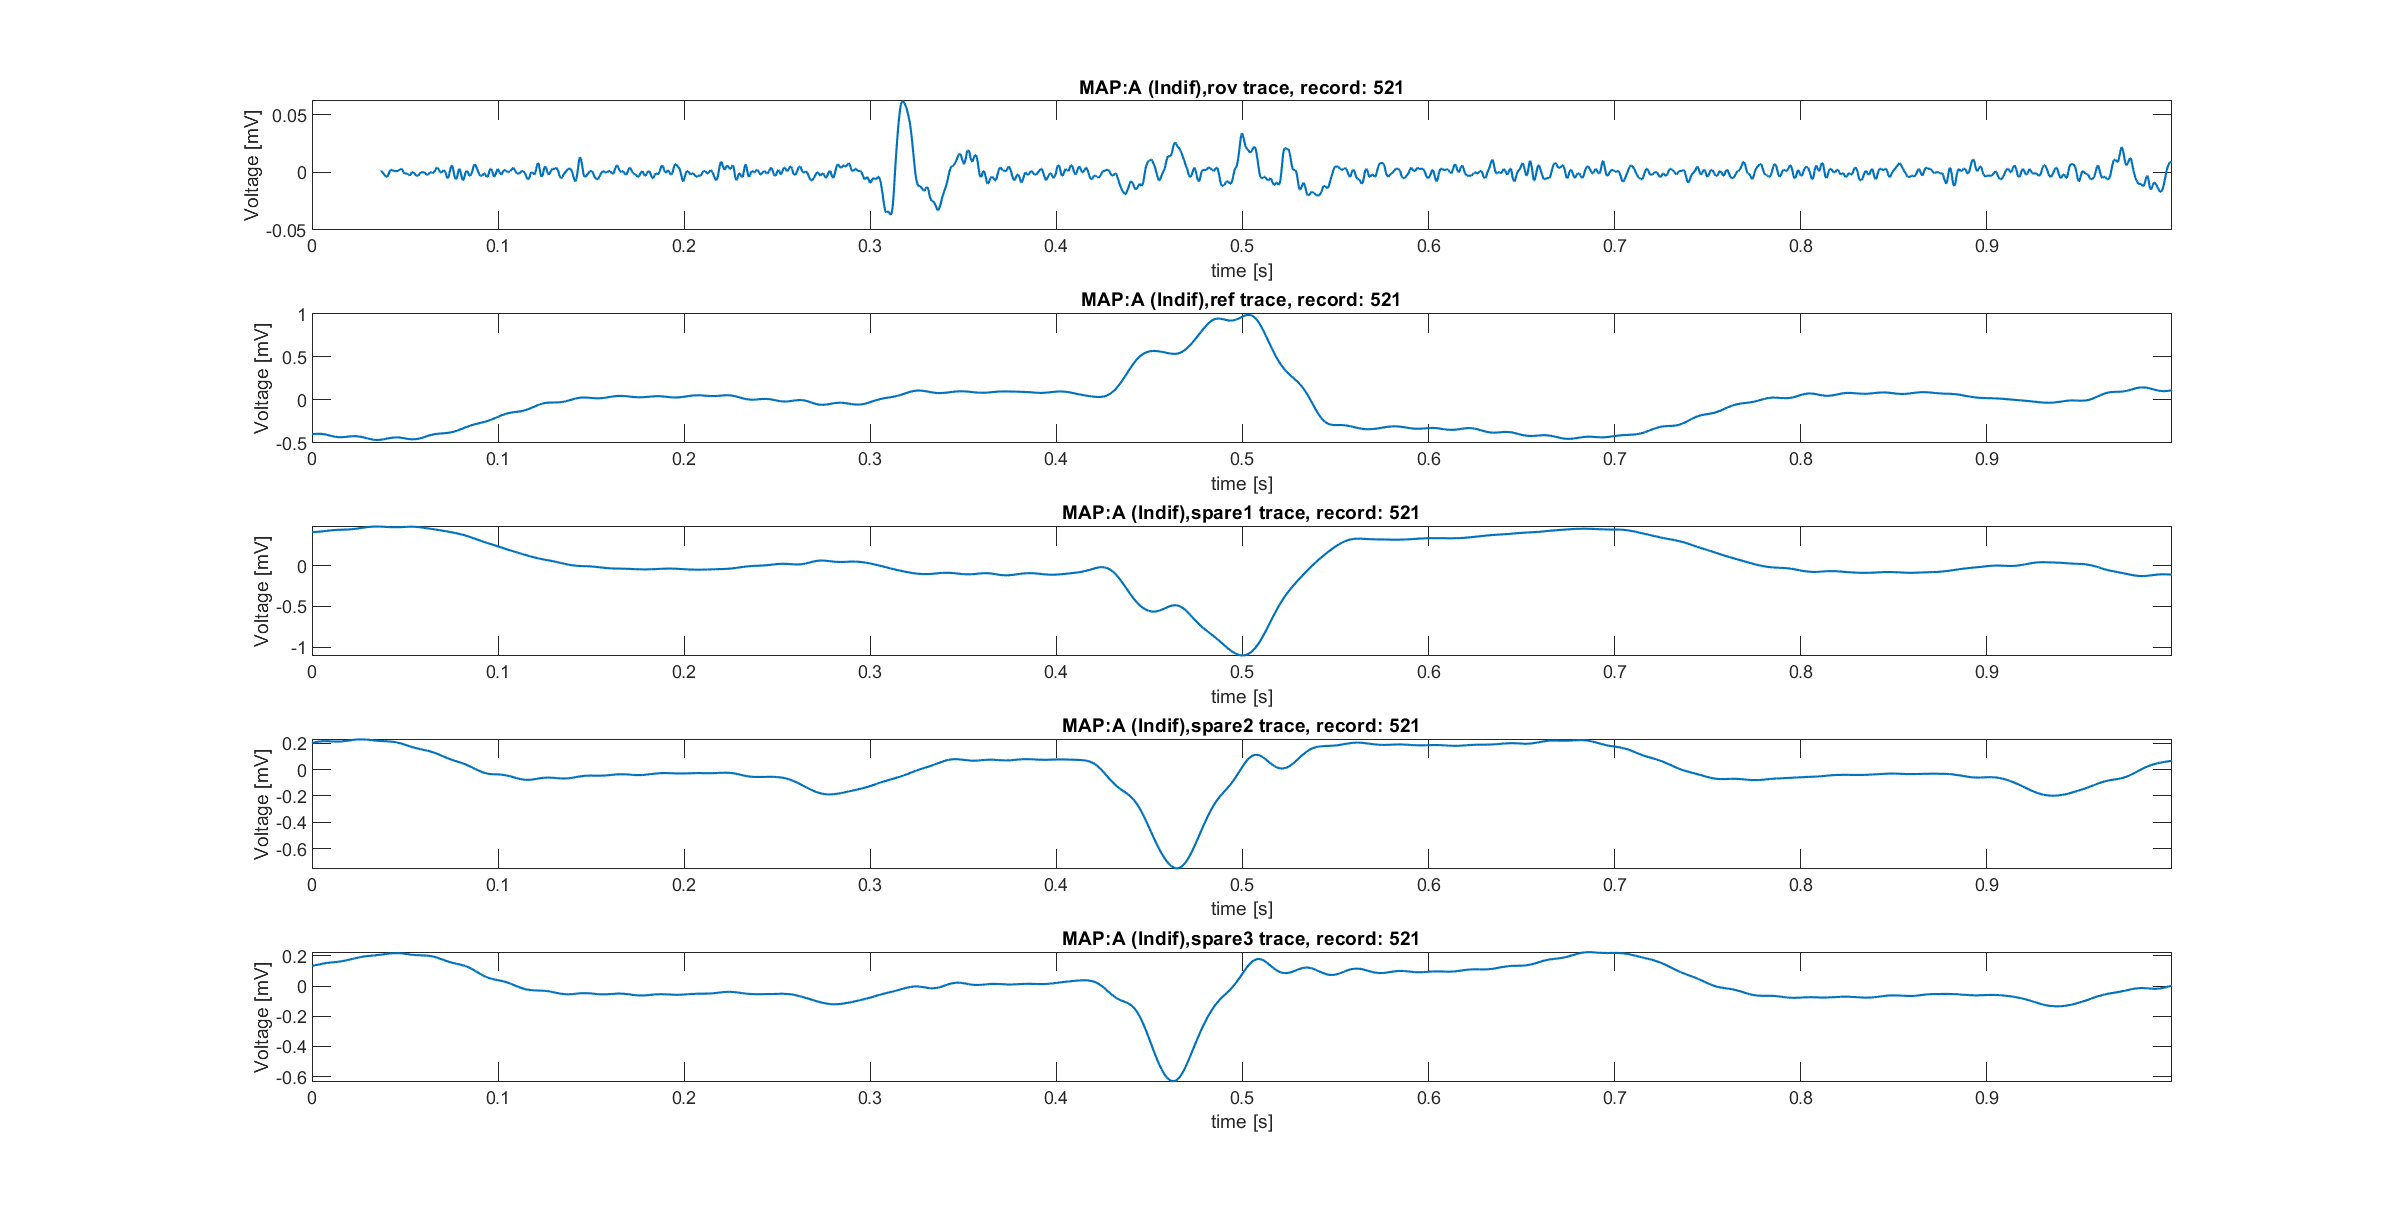 MAP:A (Indif),rov trace, record: 521
Voltage [mV]
0.05
0
-0.05
0 0.1 0.2 0.3 0.4 0.5 0.6 0.7 0.8 0.9
time [s]
MAP:A (Indif),ref trace, record: 521
Voltage [mV]
1
0.5
0
-0.5
0 0.1 0.2 0.3 0.4 0.5 0.6 0.7 0.8 0.9
time [s]
MAP:A (Indif),spare1 trace, record: 521
Voltage [mV]
0
-0.5
-1
0 0.1 0.2 0.3 0.4 0.5 0.6 0.7 0.8 0.9
time [s]
MAP:A (Indif),spare2 trace, record: 521
Voltage [mV]
0.2
0
-0.2
-0.4
-0.6
0 0.1 0.2 0.3 0.4 0.5 0.6 0.7 0.8 0.9
time [s]
MAP:A (Indif),spare3 trace, record: 521
Voltage [mV]
0.2
0
-0.2
-0.4
-0.6
0 0.1 0.2 0.3 0.4 0.5 0.6 0.7 0.8 0.9
time [s]